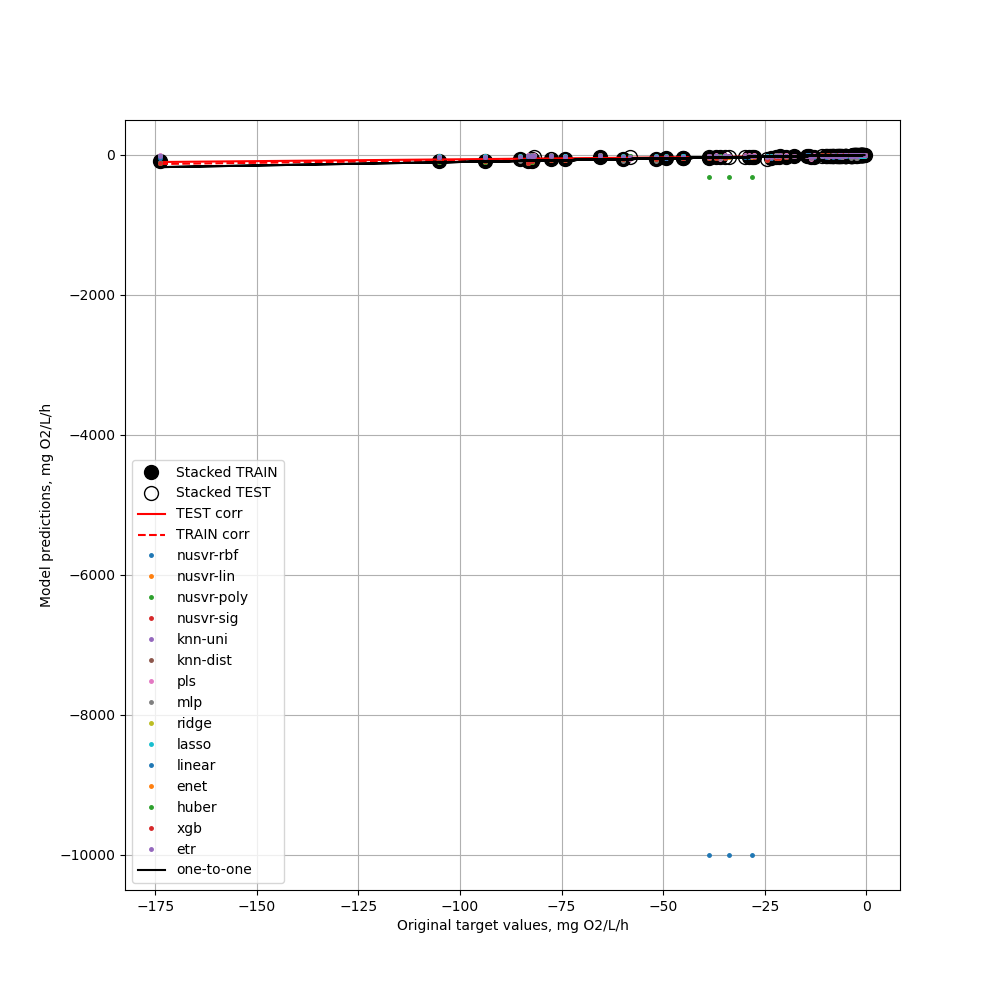 0
−2000
−4000
−6000
−8000
−10000
Model predictions, mg O2/L/h
Stacked TRAIN
Stacked TEST
TEST corr
TRAIN corr
nusvr-rbf
nusvr-lin
nusvr-poly
nusvr-sig
knn-uni
knn-dist
pls
mlp
ridge
lasso
linear
enet
huber
xgb
etr
one-to-one
−175 −150 −125 −100 −75 −50 −25 0
Original target values, mg O2/L/h